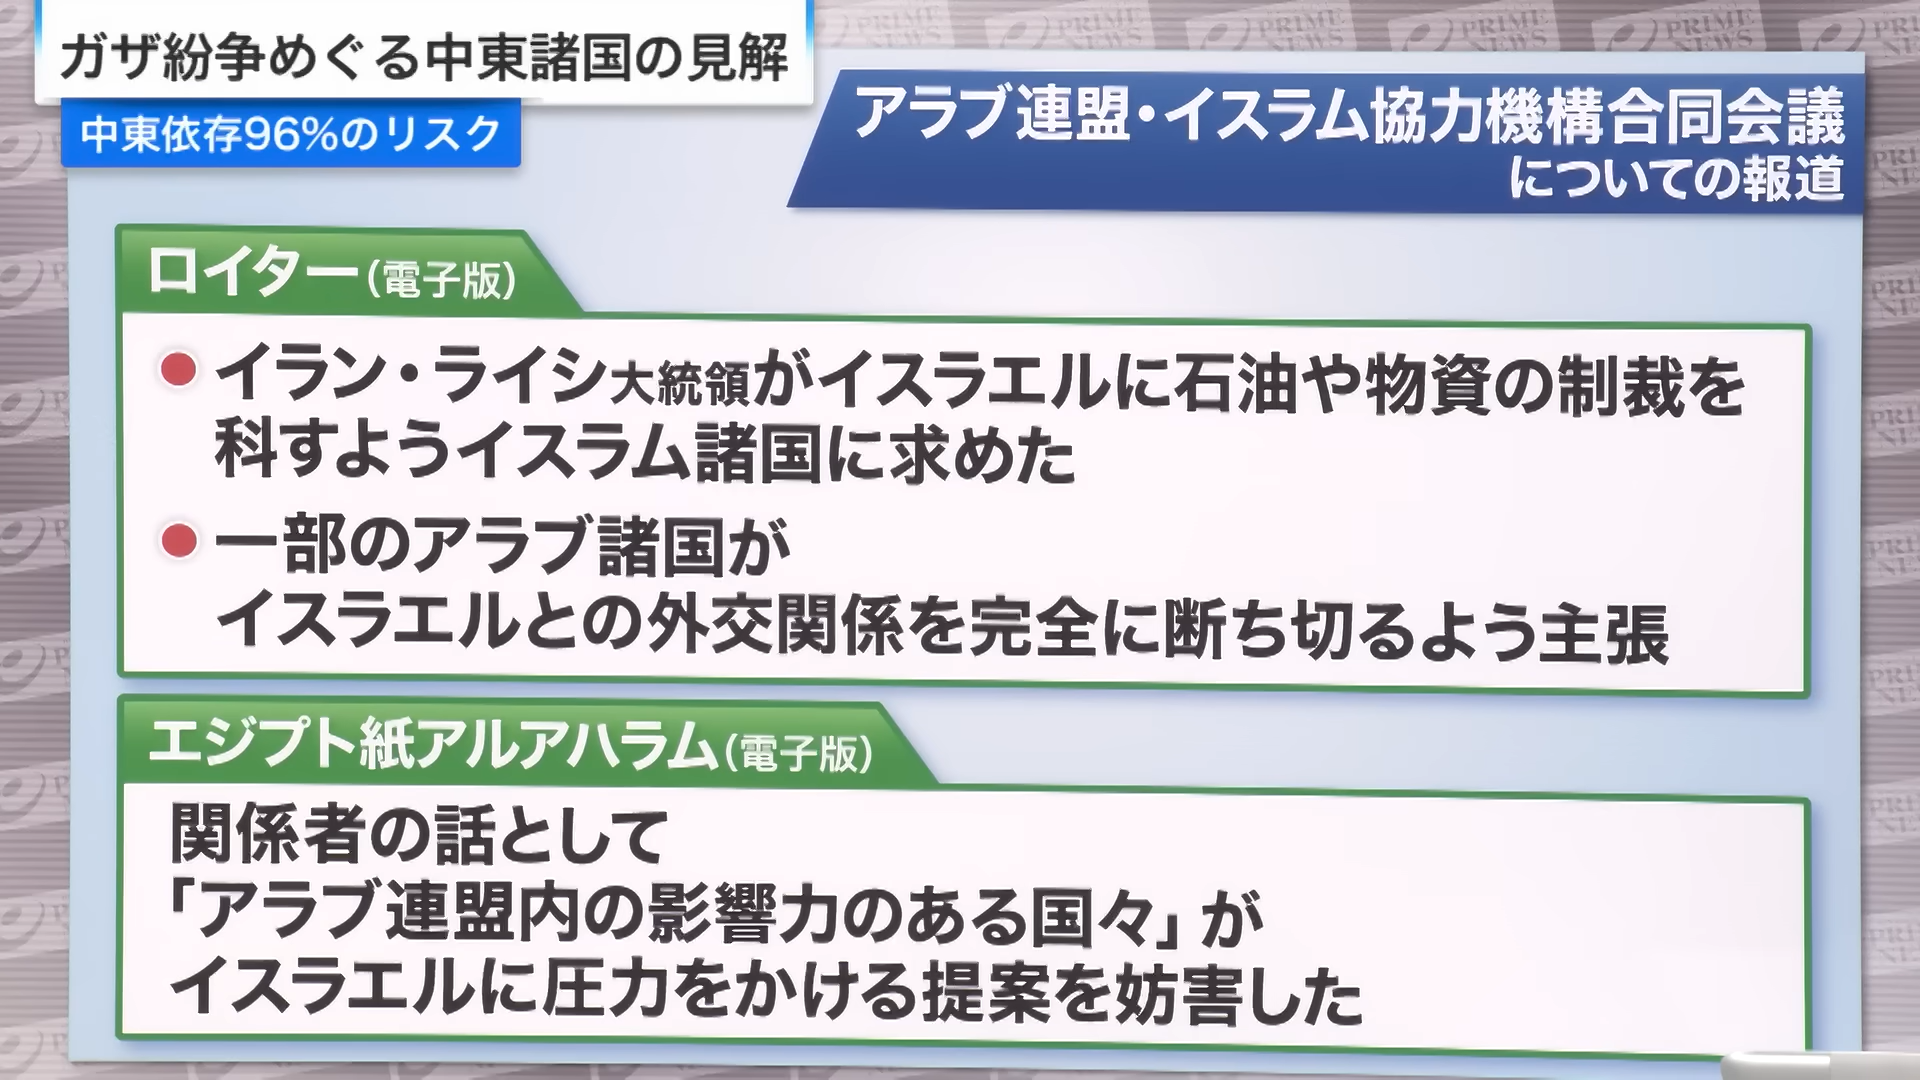 ガザ紛争めぐる中東諸国の見解
中東依存96%のリスク
アラブ連盟・イスラム協力機構合同会議
についての報道
ロイター(電子版)
イラン・ライシ大統領がイスラエルに石油や物資の制裁を
科すようイスラム諸国に求めた
一部のアラブ諸国が
イスラエルとの外交関係を完全に断ち切るよう主張
エジプト紙アルアハラム(電子版)
関係者の話として
「アラブ連盟内の影響力のある国々」が
イスラエルに圧力をかける提案を妨害した
PRIME NEWS